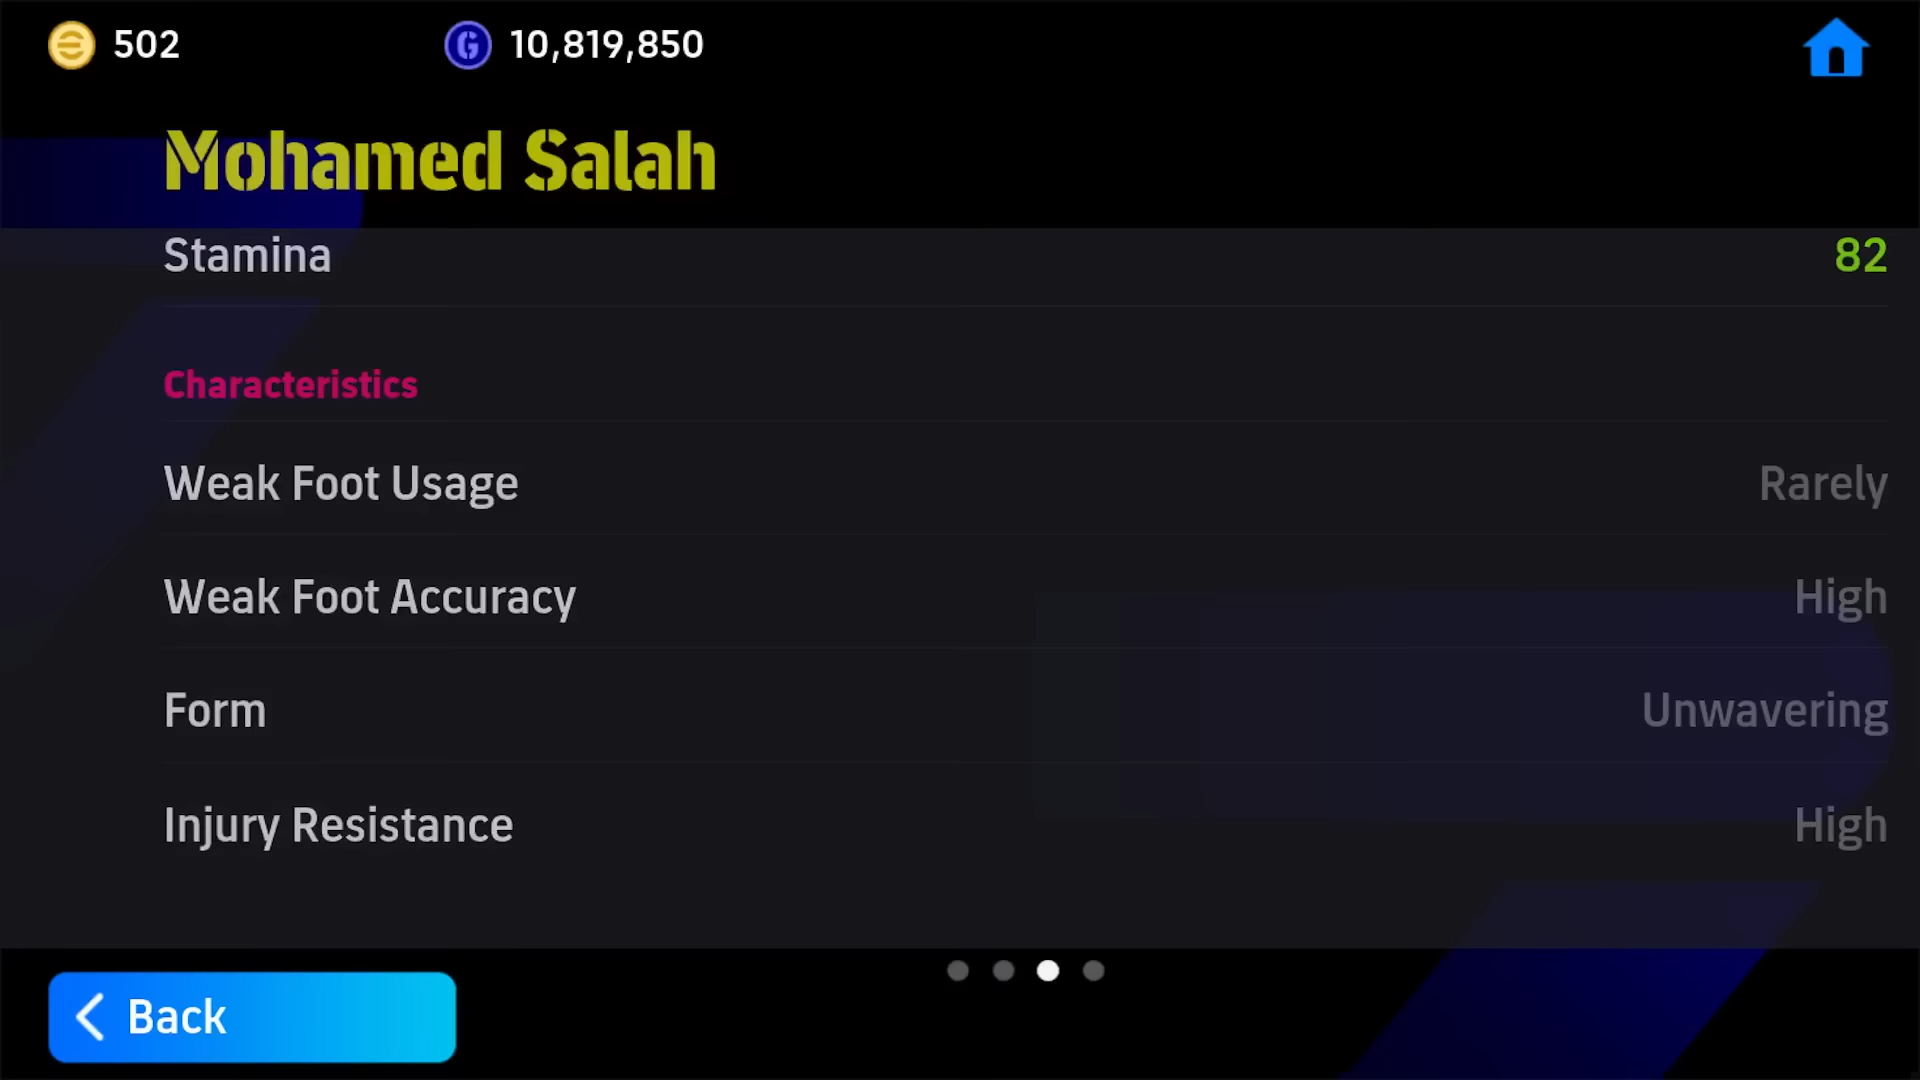 502
10,819,850
Mohamed Salah
Stamina 82
Characteristics
Weak Foot Usage Rarely
Weak Foot Accuracy High
Form Unwavering
Injury Resistance High
Back